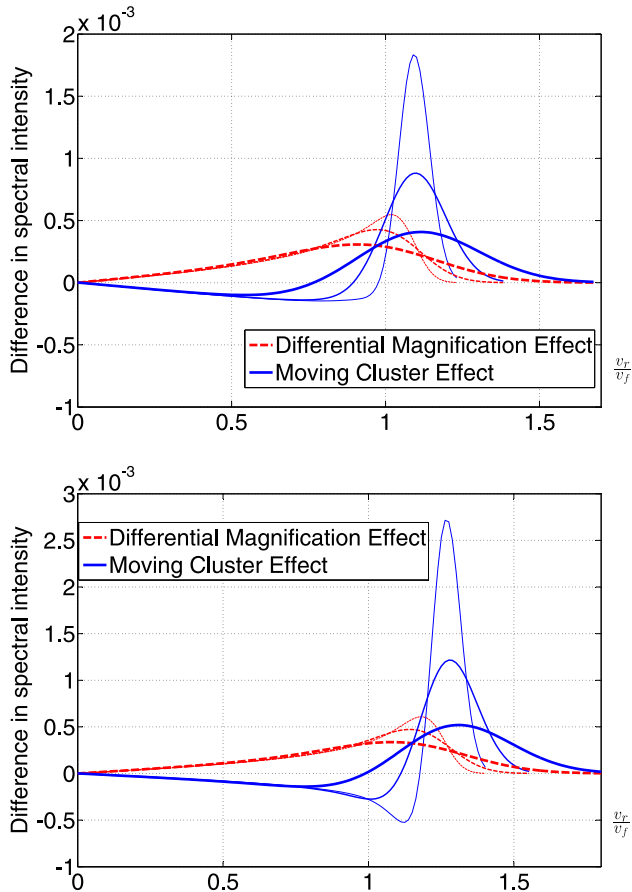 x 10^-3
2
1.5
1
0.5
0
-0.5
-1
Difference in spectral intensity
Differential Magnification Effect
Moving Cluster Effect
0 0.5 1 1.5
v_r/v_f
x 10^-3
3
2.5
2
1.5
1
0.5
0
-0.5
-1
Difference in spectral intensity
Differential Magnification Effect
Moving Cluster Effect
0 0.5 1 1.5
v_r/v_f